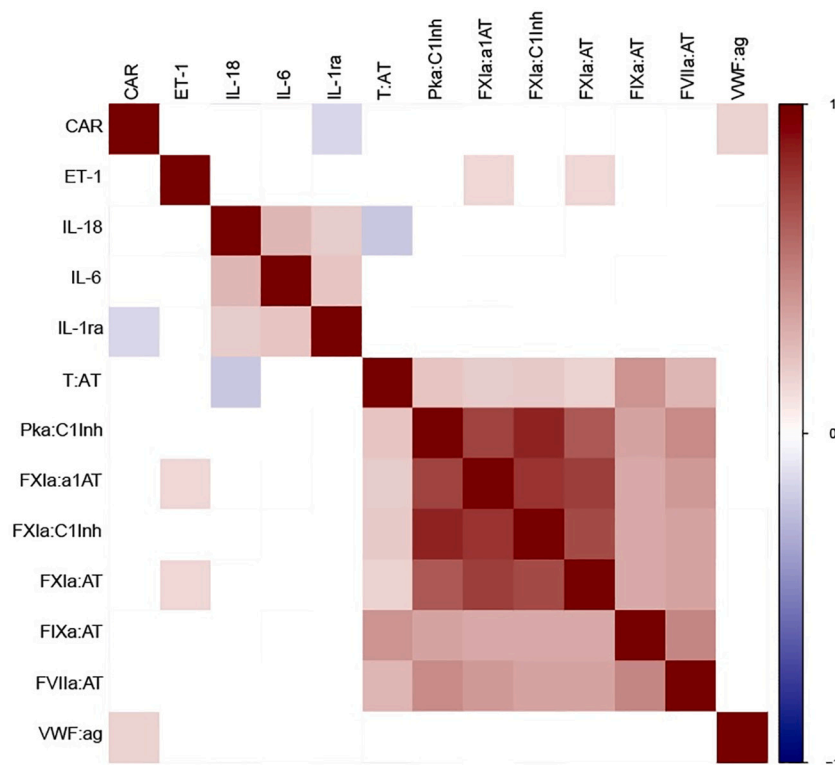 CAR ET-1 IL-18 IL-6 IL-1ra T:AT Pka:C1Inh FXIa:a1AT FXIa:C1Inh FXIa:AT FIXa:AT FVIIa:AT VWF:ag
CAR
ET-1
IL-18
IL-6
IL-1ra
T:AT
Pka:C1Inh
FXIa:a1AT
FXIa:C1Inh
FXIa:AT
FIXa:AT
FVIIa:AT
VWF:ag
1
0